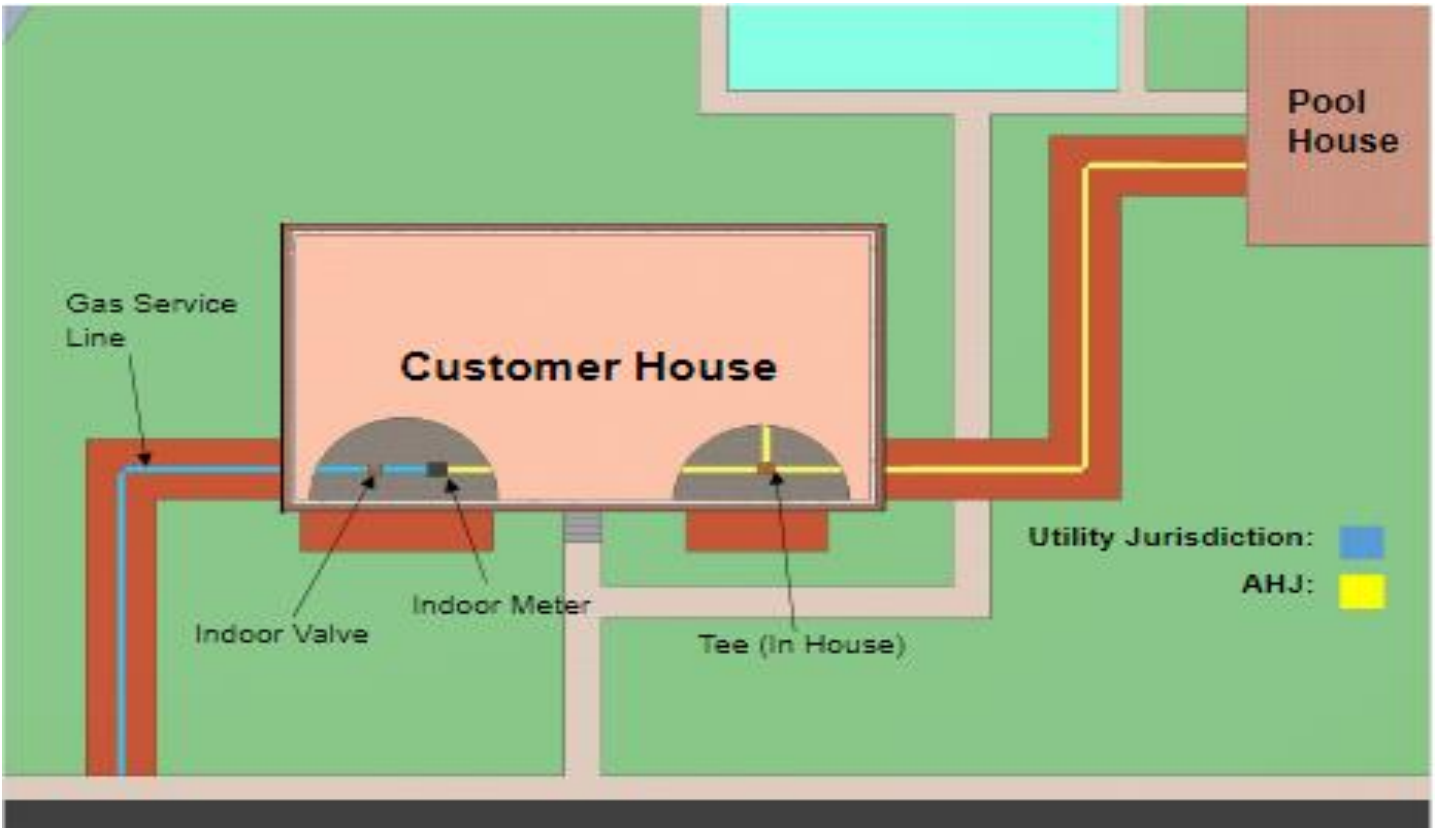 Pool
House
Gas Service
Line
Customer House
Utility Jurisdiction:
AHJ:
Indoor Meter
Indoor Valve
Tee (In House)